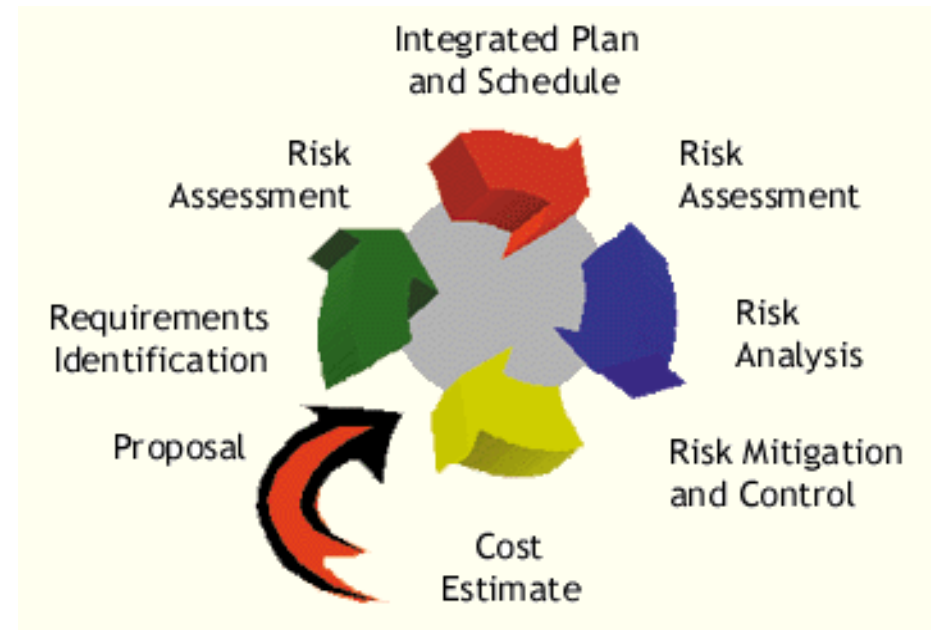 Integrated Plan
and Schedule
Risk
Assessment
Risk
Assessment
Requirements
Identification
Risk
Analysis
Proposal
Risk Mitigation
and Control
Cost
Estimate